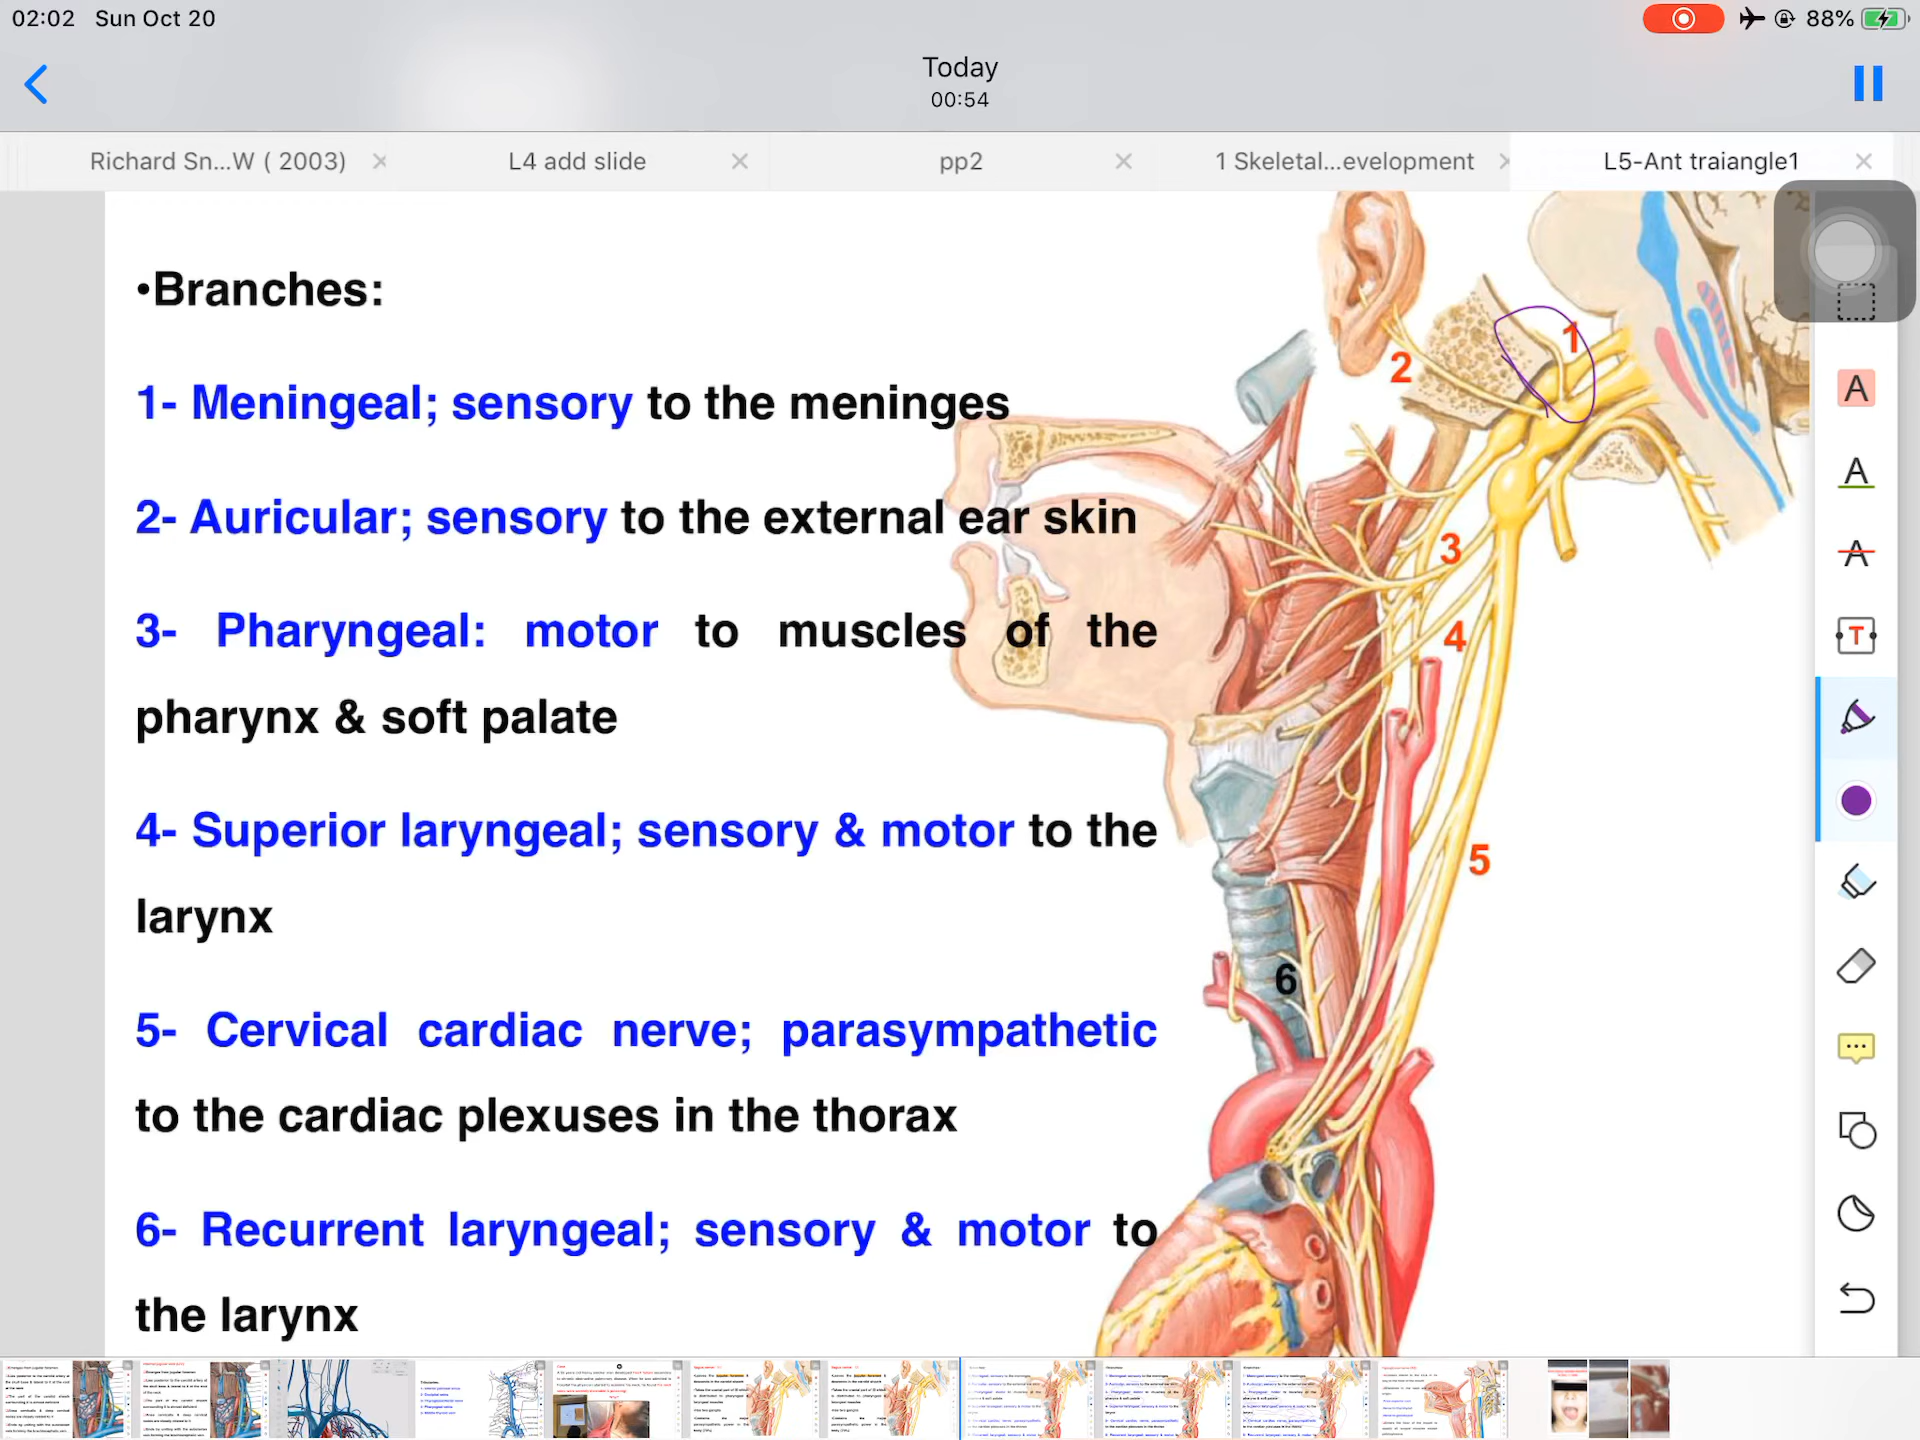 02:02 Sun Oct 20
88%
Today
00:54
Richard Sn...W ( 2003)
L4 add slide
pp2
1 Skeletal...evelopment
L5-Ant traiangle1
•Branches:
1- Meningeal; sensory to the meninges
2- Auricular; sensory to the external ear skin
3- Pharyngeal: motor to muscles of the
pharynx & soft palate
4- Superior laryngeal; sensory & motor to the
larynx
5- Cervical cardiac nerve; parasympathetic
to the cardiac plexuses in the thorax
6- Recurrent laryngeal; sensory & motor to
the larynx
1
2
3
4
5
6
A
A
A
T